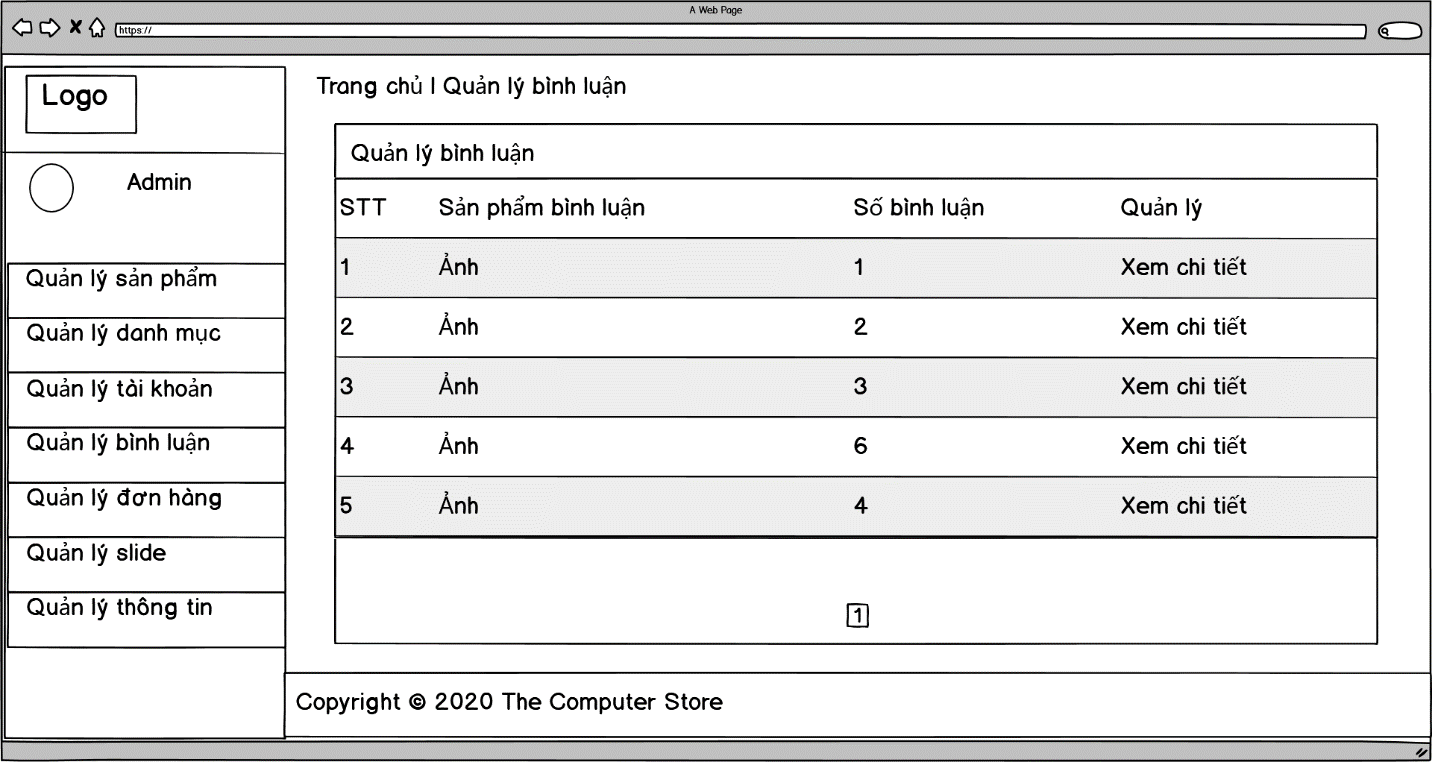 A Web Page
https://
Logo
Admin
Quản lý sản phẩm
Quản lý danh mục
Quản lý tài khoản
Quản lý bình luận
Quản lý đơn hàng
Quản lý slide
Quản lý thông tin
Trang chủ | Quản lý bình luận
Quản lý bình luận
STT Sản phẩm bình luận Số bình luận Quản lý
1 Ảnh 1 Xem chi tiết
2 Ảnh 2 Xem chi tiết
3 Ảnh 3 Xem chi tiết
4 Ảnh 6 Xem chi tiết
5 Ảnh 4 Xem chi tiết
1
Copyright © 2020 The Computer Store